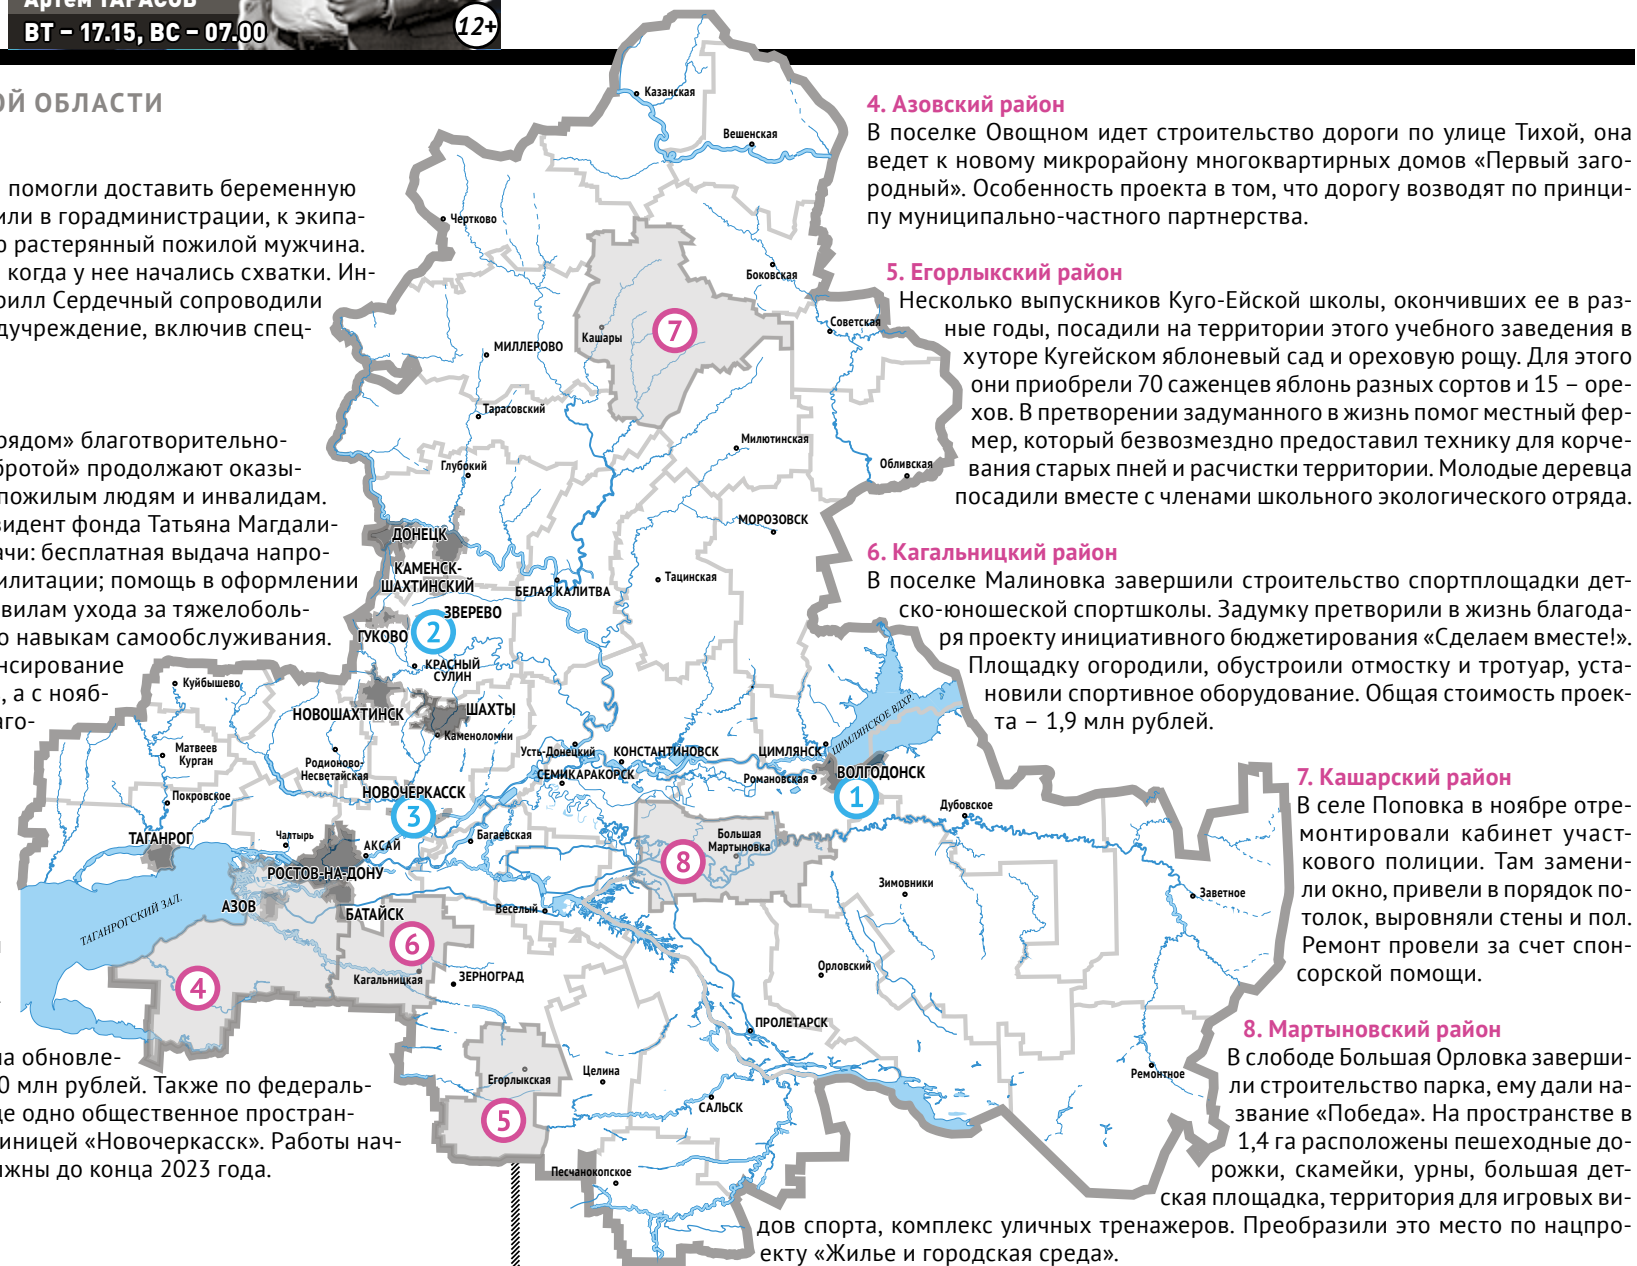 Артем ТАРАСОВ
ВТ – 17.15, ВС – 07.00
12+
ОЙ ОБЛАСТИ
помогли доставить беременную
или в горадминистрации, к экипа-
о растерянный пожилой мужчина.
когда у нее начались схватки. Ин-
рилл Сердечный сопроводили
дучреждение, включив спец-
рядом» благотворительно-
бротой» продолжают оказы-
пожилым людям и инвалидам.
зидент фонда Татьяна Магдали-
ачи: бесплатная выдача напро-
илитации; помощь в оформлении
вилам ухода за тяжелоболь-
о навыкам самообслуживания.
нсирование
, а с нояб-
аго-
на обновле-
0 млн рублей. Также по федераль-
це одно общественное простран-
иницей «Новочеркасск». Работы нач-
жны до конца 2023 года.
Казанская
Вешенская
Чертково
Боковская
Советская
Кашары
7
МИЛЛЕРОВО
Тарасовский
Милютинская
Обливская
Глубокий
МОРОЗОВСК
ДОНЕЦК
КАМЕНСК-
ШАХТИНСКИЙ
Тацинская
БЕЛАЯ КАЛИТВА
ЗВЕРЕВО
ГУКОВО
2
КРАСНЫЙ
СУЛИН
Куйбышево
НОВОШАХТИНСК
ШАХТЫ
Каменоломни
ЦИМЛЯНСКОЕ ВДХР.
Матвеев
Курган
Родионово-
Несветайская
Усть-Донецкий
КОНСТАНТИНОВСК
ЦИМЛЯНСК
СЕМИКАРАКОРСК
Романовская
ВОЛГОДОНСК
1
Покровское
НОВОЧЕРКАССК
3
Дубовское
ТАГАНРОГ
Чалтырь
АКСАЙ
Багаевская
Большая
Мартыновка
8
РОСТОВ-НА-ДОНУ
Зимовники
Заветное
АЗОВ
БАТАЙСК
Веселый
ТАГАНРОГСКИЙ ЗАЛ.
6
Кагальницкая
ЗЕРНОГРАД
Орловский
4
ПРОЛЕТАРСК
Егорлыкская
Целина
Ремонтное
5
САЛЬСК
Песчанокопское
4. Азовский район
В поселке Овощном идет строительство дороги по улице Тихой, она
ведет к новому микрорайону многоквартирных домов «Первый заго-
родный». Особенность проекта в том, что дорогу возводят по принци-
пу муниципально-частного партнерства.
5. Егорлыкский район
Несколько выпускников Куго-Ейской школы, окончивших ее в раз-
ные годы, посадили на территории этого учебного заведения в
хуторе Кугейском яблоневый сад и ореховую рощу. Для этого
они приобрели 70 саженцев яблонь разных сортов и 15 – оре-
хов. В претворении задуманного в жизнь помог местный фер-
мер, который безвозмездно предоставил технику для корче-
вания старых пней и расчистки территории. Молодые деревца
посадили вместе с членами школьного экологического отряда.
6. Кагальницкий район
В поселке Малиновка завершили строительство спортплощадки дет-
ско-юношеской спортшколы. Задумку претворили в жизнь благода-
ря проекту инициативного бюджетирования «Сделаем вместе!».
Площадку огородили, обустроили отмостку и тротуар, уста-
новили спортивное оборудование. Общая стоимость проек-
та – 1,9 млн рублей.
7. Кашарский район
В селе Поповка в ноябре отре-
монтировали кабинет участ-
кового полиции. Там замени-
ли окно, привели в порядок по-
толок, выровняли стены и пол.
Ремонт провели за счет спон-
сорской помощи.
8. Мартыновский район
В слободе Большая Орловка заверши-
ли строительство парка, ему дали на-
звание «Победа». На пространстве в
1,4 га расположены пешеходные до-
рожки, скамейки, урны, большая дет-
ская площадка, территория для игровых ви-
дов спорта, комплекс уличных тренажеров. Преобразили это место по нацпро-
екту «Жилье и городская среда».